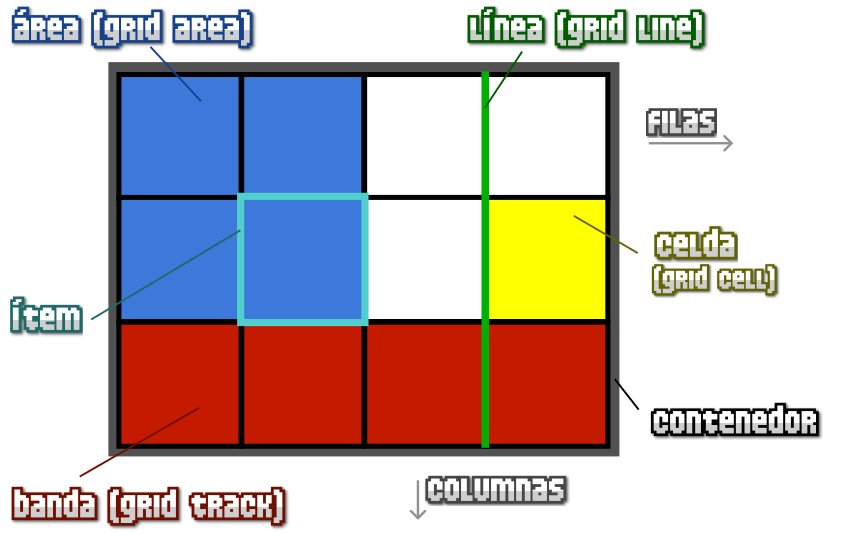 área (grid area)
línea (grid line)
filas
celda
(grid cell)
ítem
contenedor
columnas
banda (grid track)